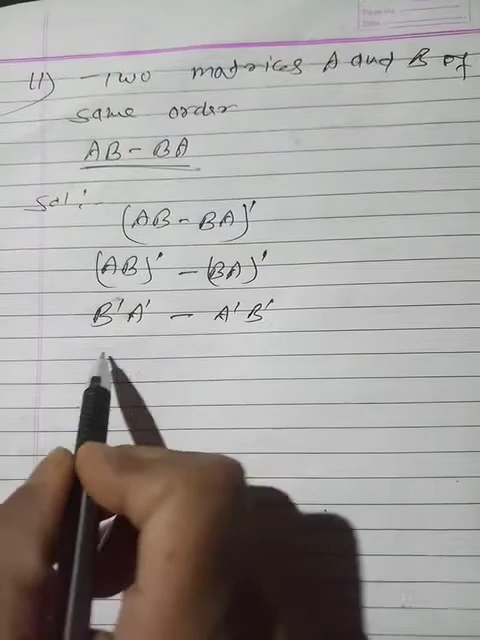 11) - Two matrices A and B of
same order
AB - BA
Sol :-
(AB - BA)'
(AB)' - (BA)'
B'A' - A'B'